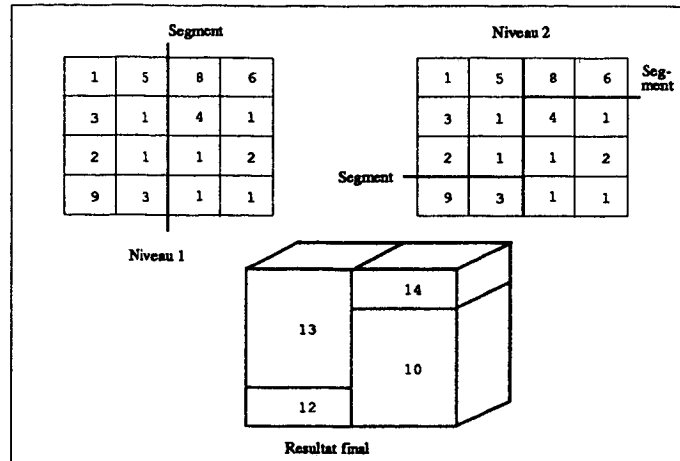 Segment
1 5 8 6
3 1 4 1
2 1 1 2
9 3 1 1
Niveau 1
Niveau 2
1 5 8 6
Seg-
ment
3 1 4 1
2 1 1 2
Segment
9 3 1 1
14
13
10
12
Resultat final